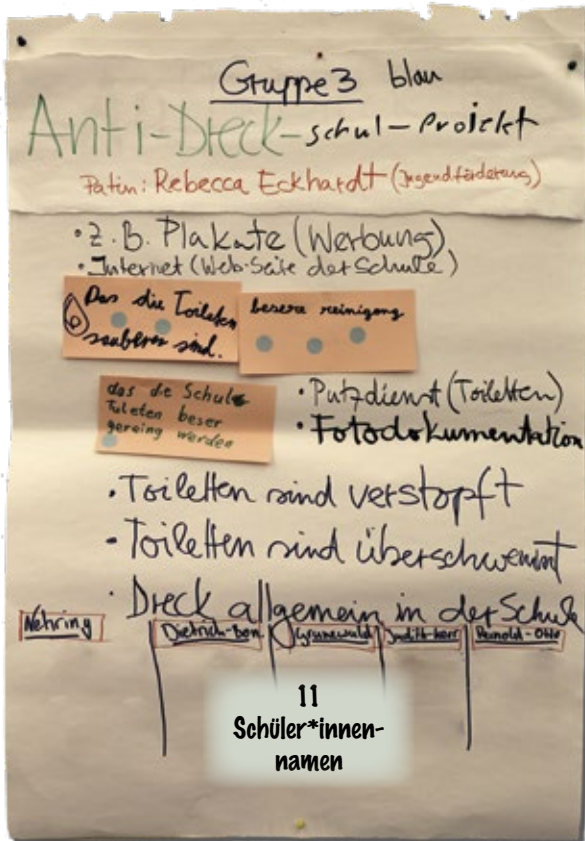 Gruppe 3 blau
Anti-Dreck-schul-Projekt
Patin: Rebecca Eckhardt (Jugendförderung)
• z.B. Plakate (Werbung)
• Internet (Web-Seite der Schule)
Das die Toileten
sauberer sind.
besere reinigung
das die Schule
Toileten beser
gereinig werden
• Putzdienst (Toiletten)
• Fotodokumentation
• Toiletten sind verstopft
• Toiletten sind überschwemmt
• Dreck allgemein in der Schule
Nehring
Dietrich-Bon.
Grunewald
Judith-Kerr
Reinold-Otto
11
Schüler*innen-
namen